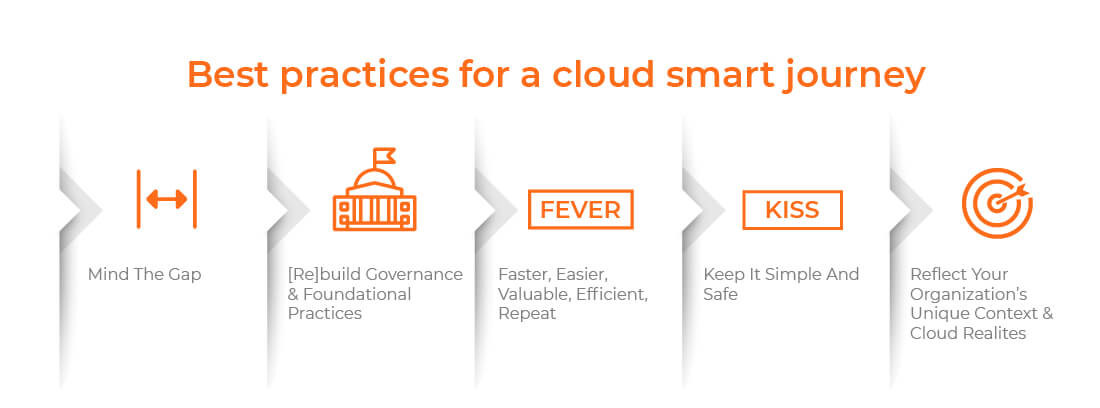 Best practices for a cloud smart journey
Mind The Gap
[Re]build Governance
& Foundational
Practices
FEVER
Faster, Easier,
Valuable, Efficient,
Repeat
KISS
Keep It Simple And
Safe
Reflect Your
Organization's
Unique Context &
Cloud Realites